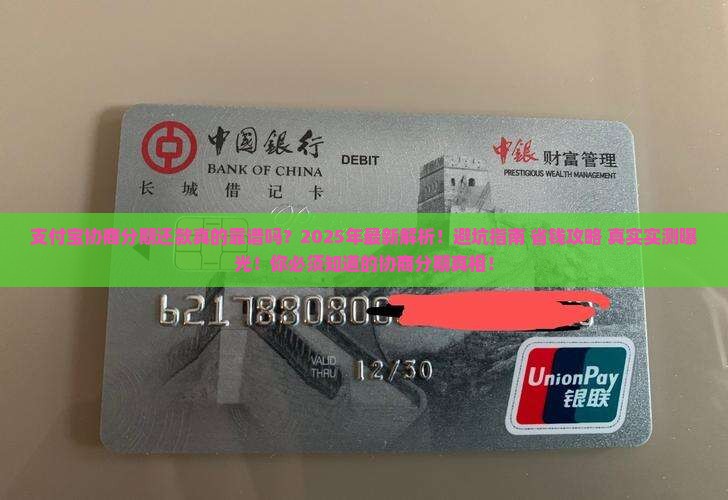 中國銀行
BANK OF CHINA
DEBIT
中銀 财富管理
PRESTIGIOUS WEALTH MANAGEMENT
长城借记卡
支付宝协商分期还款真的靠谱吗？2025年最新解析！避坑指南 省钱攻略 真实实测曝
光！你必须知道的协商分期真相！
621788080
VALID
THRU
12/30
UnionPay
银联